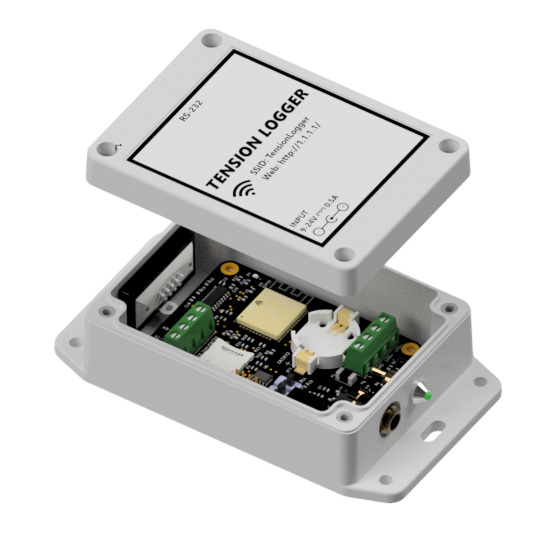 RS-232
TENSION LOGGER
SSID: TensionLogger
Web: http://1.1.1.1/
INPUT
9-24V⎓0.5A